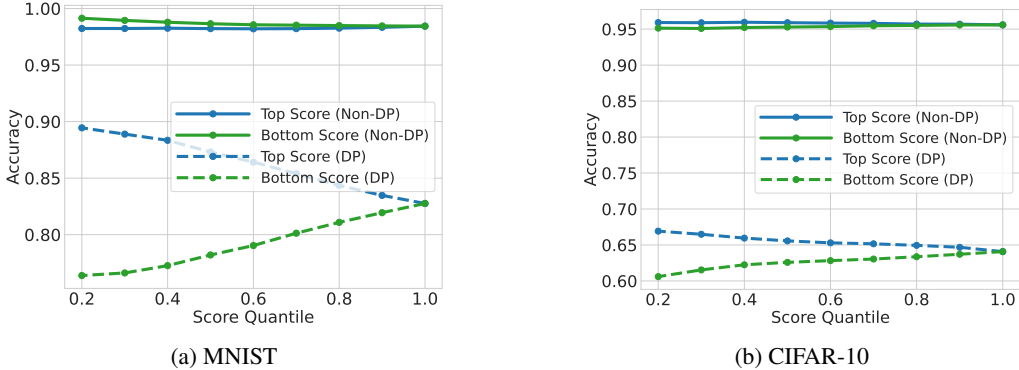 1.00
0.95
0.90
0.85
0.80
Accuracy
Top Score (Non-DP)
Bottom Score (Non-DP)
Top Score (DP)
Bottom Score (DP)
0.2 0.4 0.6 0.8 1.0
Score Quantile
(a) MNIST
0.95
0.90
0.85
0.80
0.75
0.70
0.65
0.60
Accuracy
Top Score (Non-DP)
Bottom Score (Non-DP)
Top Score (DP)
Bottom Score (DP)
0.2 0.4 0.6 0.8 1.0
Score Quantile
(b) CIFAR-10